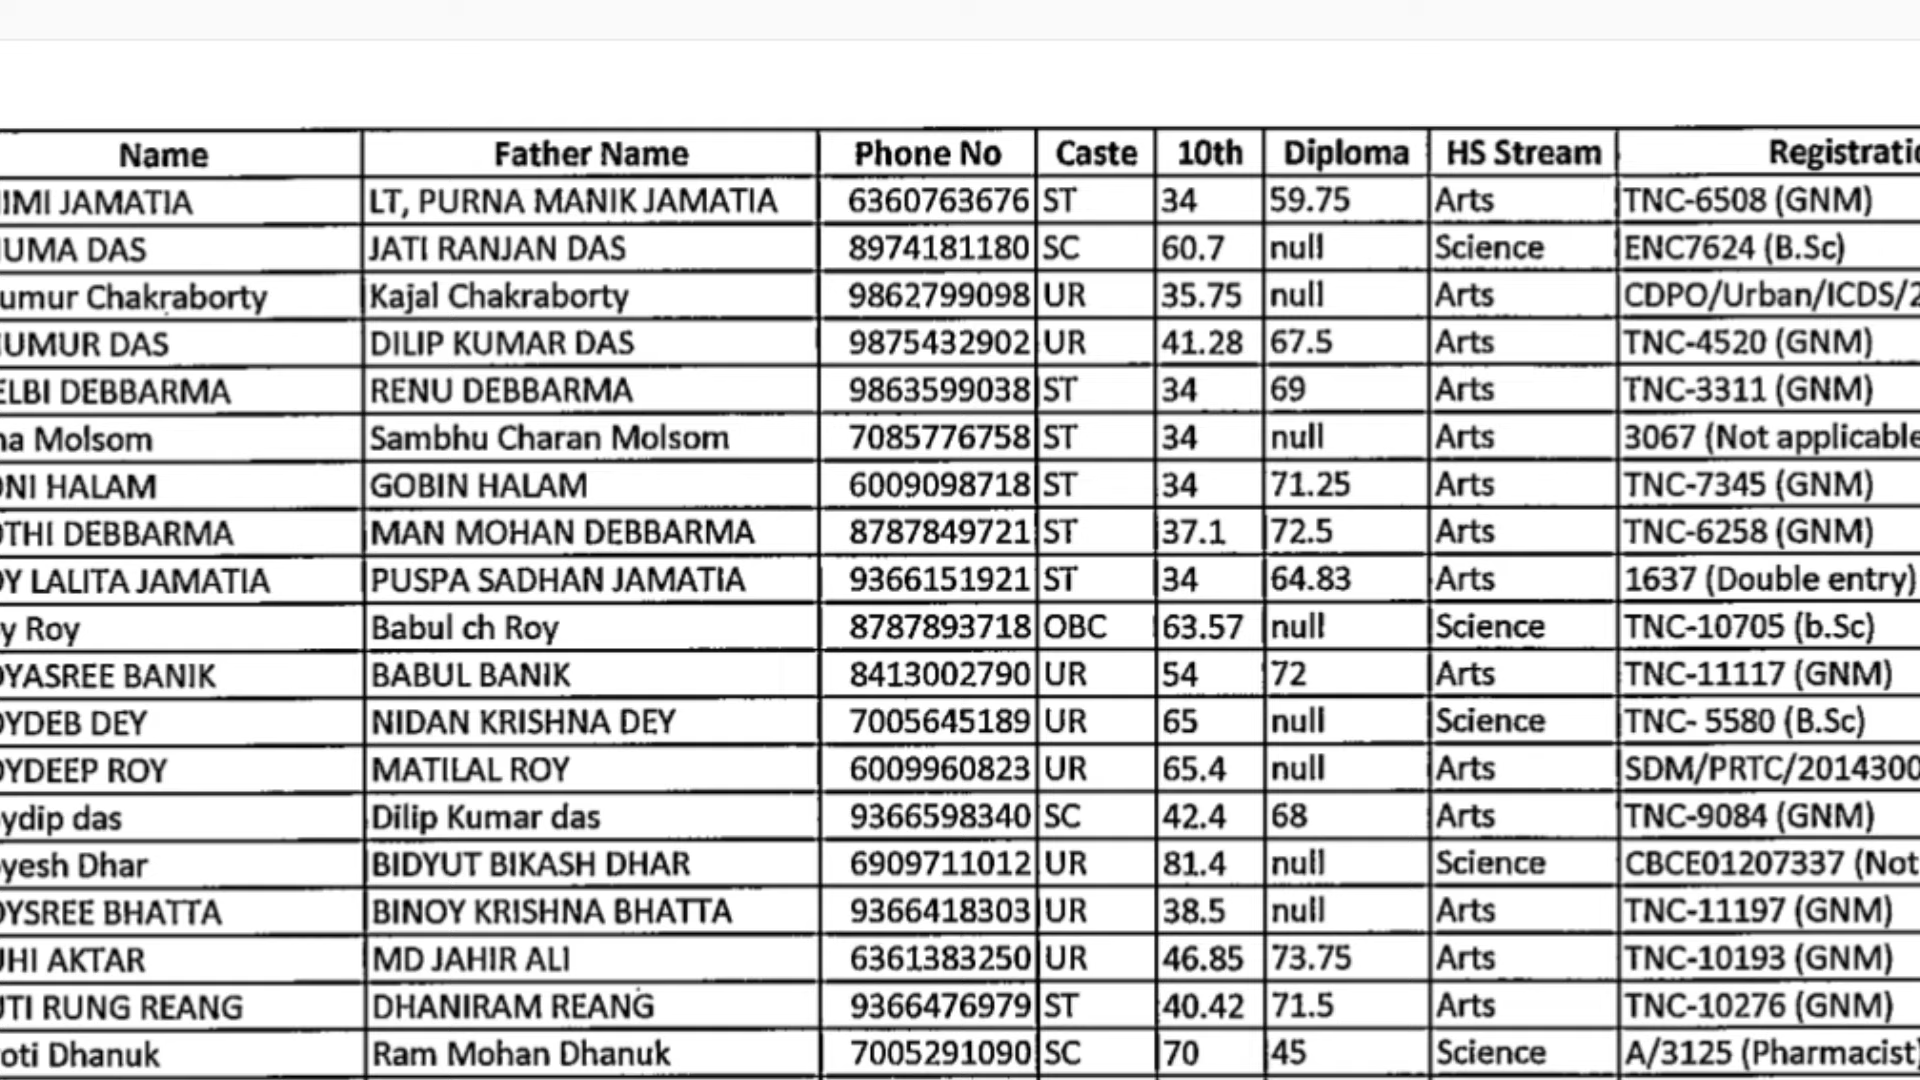 Name Father Name Phone No Caste 10th Diploma HS Stream Registratio
IMI JAMATIA LT, PURNA MANIK JAMATIA 6360763676 ST 34 59.75 Arts TNC-6508 (GNM)
UMA DAS JATI RANJAN DAS 8974181180 SC 60.7 null Science ENC7624 (B.Sc)
umur Chakraborty Kajal Chakraborty 9862799098 UR 35.75 null Arts CDPO/Urban/ICDS/2
UMUR DAS DILIP KUMAR DAS 9875432902 UR 41.28 67.5 Arts TNC-4520 (GNM)
ELBI DEBBARMA RENU DEBBARMA 9863599038 ST 34 69 Arts TNC-3311 (GNM)
na Molsom Sambhu Charan Molsom 7085776758 ST 34 null Arts 3067 (Not applicable
ONI HALAM GOBIN HALAM 6009098718 ST 34 71.25 Arts TNC-7345 (GNM)
OTHI DEBBARMA MAN MOHAN DEBBARMA 8787849721 ST 37.1 72.5 Arts TNC-6258 (GNM)
OY LALITA JAMATIA PUSPA SADHAN JAMATIA 9366151921 ST 34 64.83 Arts 1637 (Double entry)
y Roy Babul ch Roy 8787893718 OBC 63.57 null Science TNC-10705 (b.Sc)
OYASREE BANIK BABUL BANIK 8413002790 UR 54 72 Arts TNC-11117 (GNM)
OYDEB DEY NIDAN KRISHNA DEY 7005645189 UR 65 null Science TNC- 5580 (B.Sc)
OYDEEP ROY MATILAL ROY 6009960823 UR 65.4 null Arts SDM/PRTC/2014300
ydip das Dilip Kumar das 9366598340 SC 42.4 68 Arts TNC-9084 (GNM)
yesh Dhar BIDYUT BIKASH DHAR 6909711012 UR 81.4 null Science CBCE01207337 (Not
OYSREE BHATTA BINOY KRISHNA BHATTA 9366418303 UR 38.5 null Arts TNC-11197 (GNM)
UHI AKTAR MD JAHIR ALI 6361383250 UR 46.85 73.75 Arts TNC-10193 (GNM)
UTI RUNG REANG DHANIRAM REANG 9366476979 ST 40.42 71.5 Arts TNC-10276 (GNM)
oti Dhanuk Ram Mohan Dhanuk 7005291090 SC 70 45 Science A/3125 (Pharmacist)